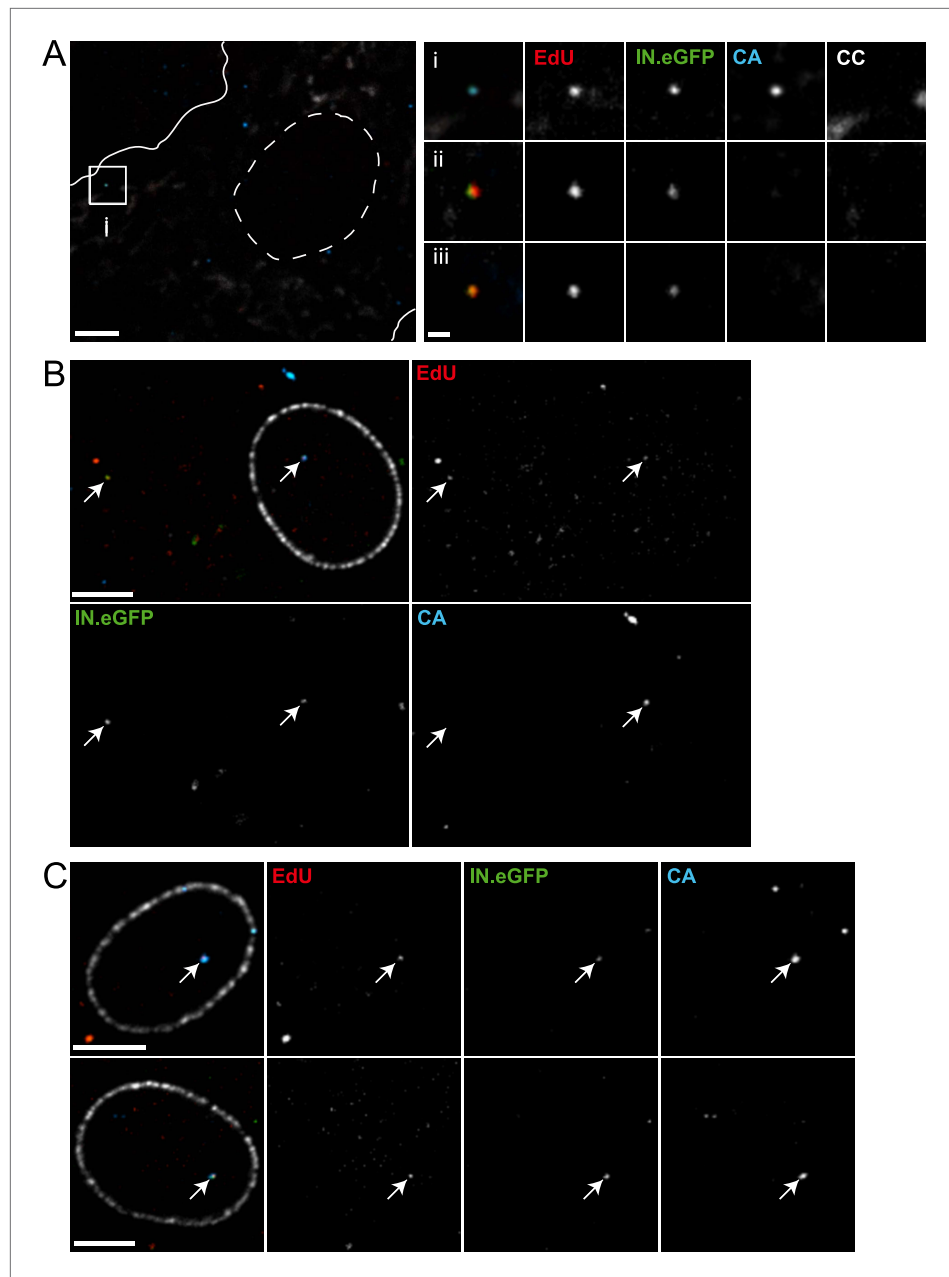 A
i
i EdU IN.eGFP CA CC
ii
iii
B
EdU
IN.eGFP CA
C
EdU IN.eGFP CA